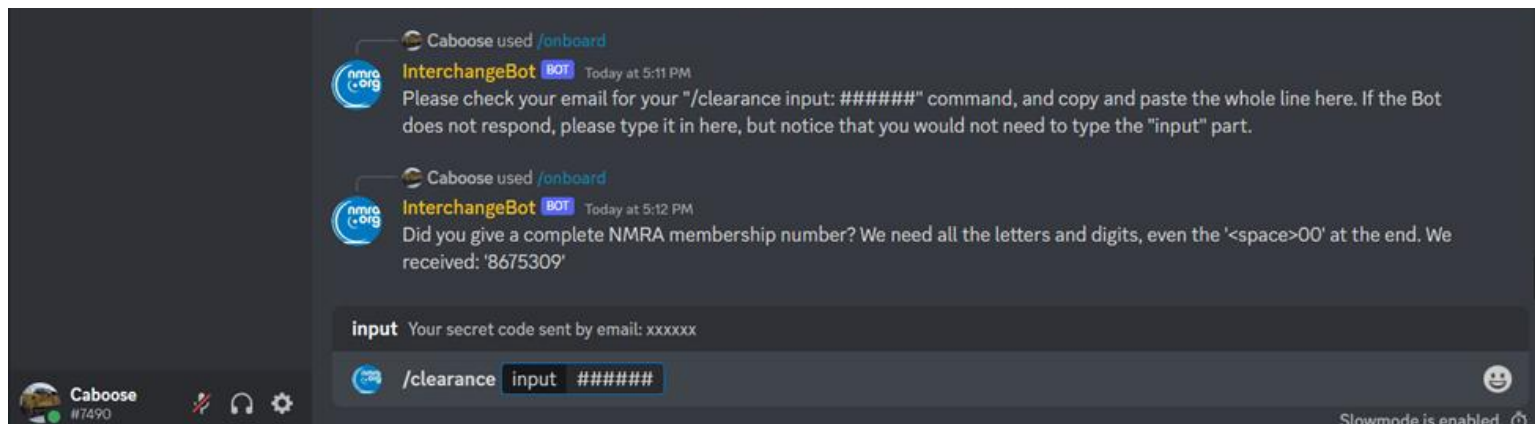 Caboose used /onboard
nmra.org
InterchangeBot BOT Today at 5:11 PM
Please check your email for your "/clearance input: ######" command, and copy and paste the whole line here. If the Bot
does not respond, please type it in here, but notice that you would not need to type the "input" part.
Caboose used /onboard
nmra.org
InterchangeBot BOT Today at 5:12 PM
Did you give a complete NMRA membership number? We need all the letters and digits, even the '<space>00' at the end. We
received: '8675309'
input Your secret code sent by email: xxxxxx
/clearance input ######
Caboose
#7490
Slowmode is enabled